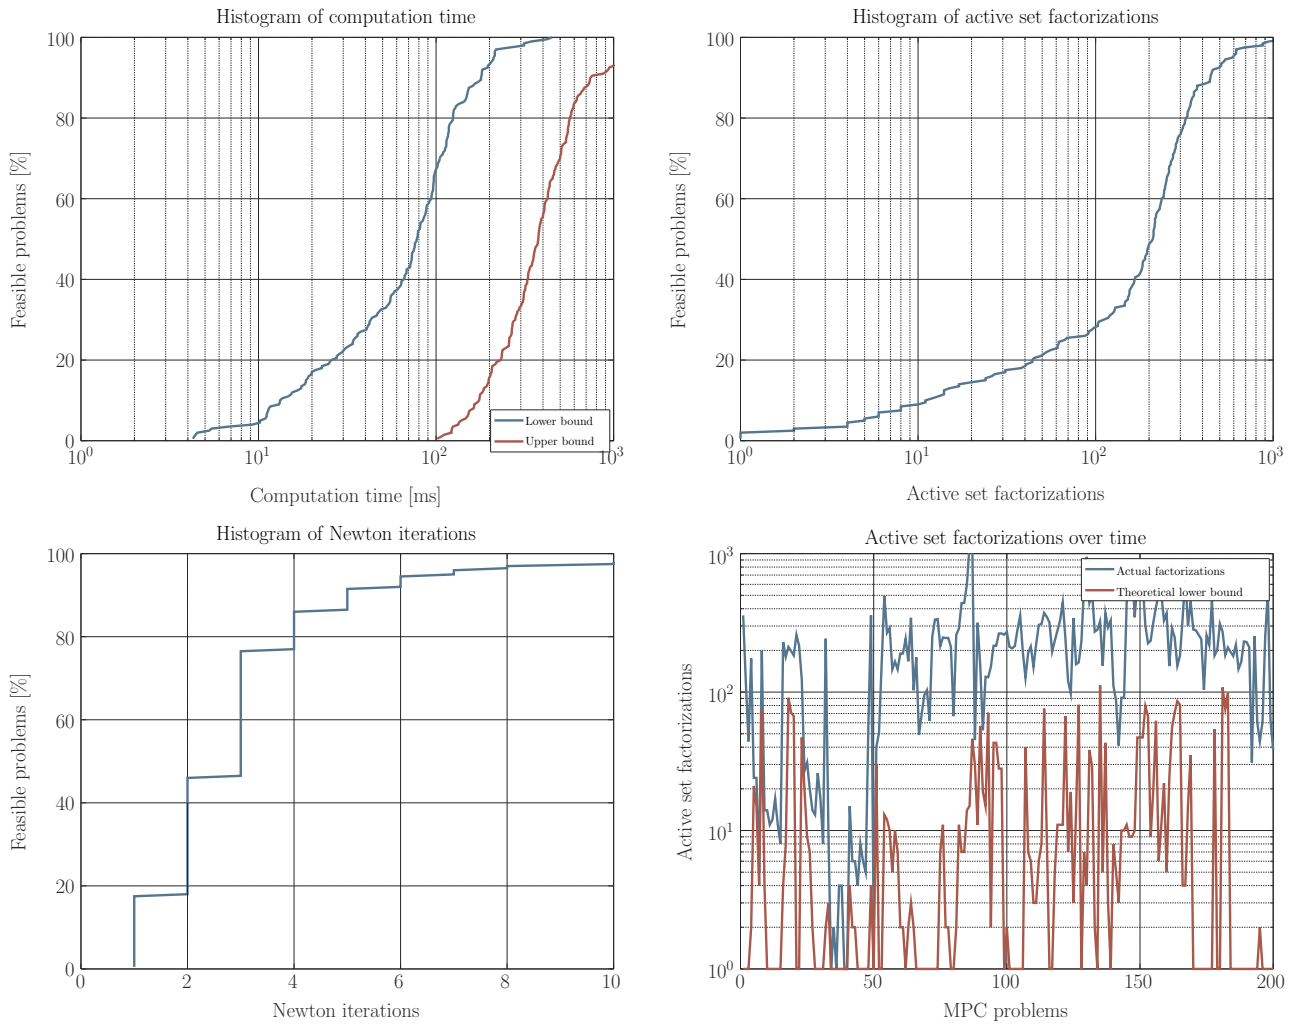 Histogram of computation time
100
80
60
40
20
0
Feasible problems [%]
10^0
10^1
10^2
10^3
Lower bound
Upper bound
Computation time [ms]
Histogram of active set factorizations
100
80
60
40
20
0
Feasible problems [%]
10^0
10^1
10^2
10^3
Active set factorizations
Histogram of Newton iterations
100
80
60
40
20
0
Feasible problems [%]
0
2
4
6
8
10
Newton iterations
Active set factorizations over time
10^3
10^2
10^1
10^0
Active set factorizations
Actual factorizations
Theoretical lower bound
0
50
100
150
200
MPC problems